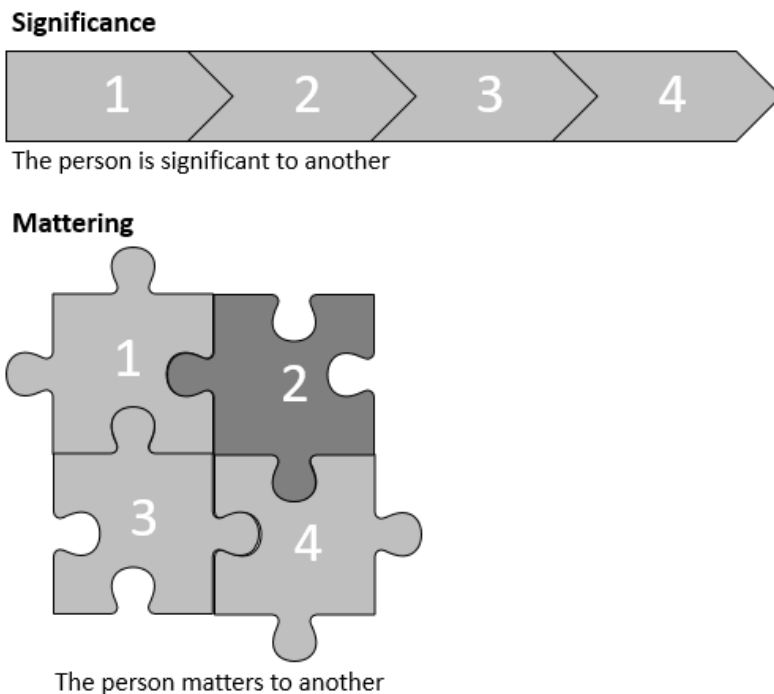 Significance
1 2 3 4
The person is significant to another
Mattering
1
2
3
4
The person matters to another